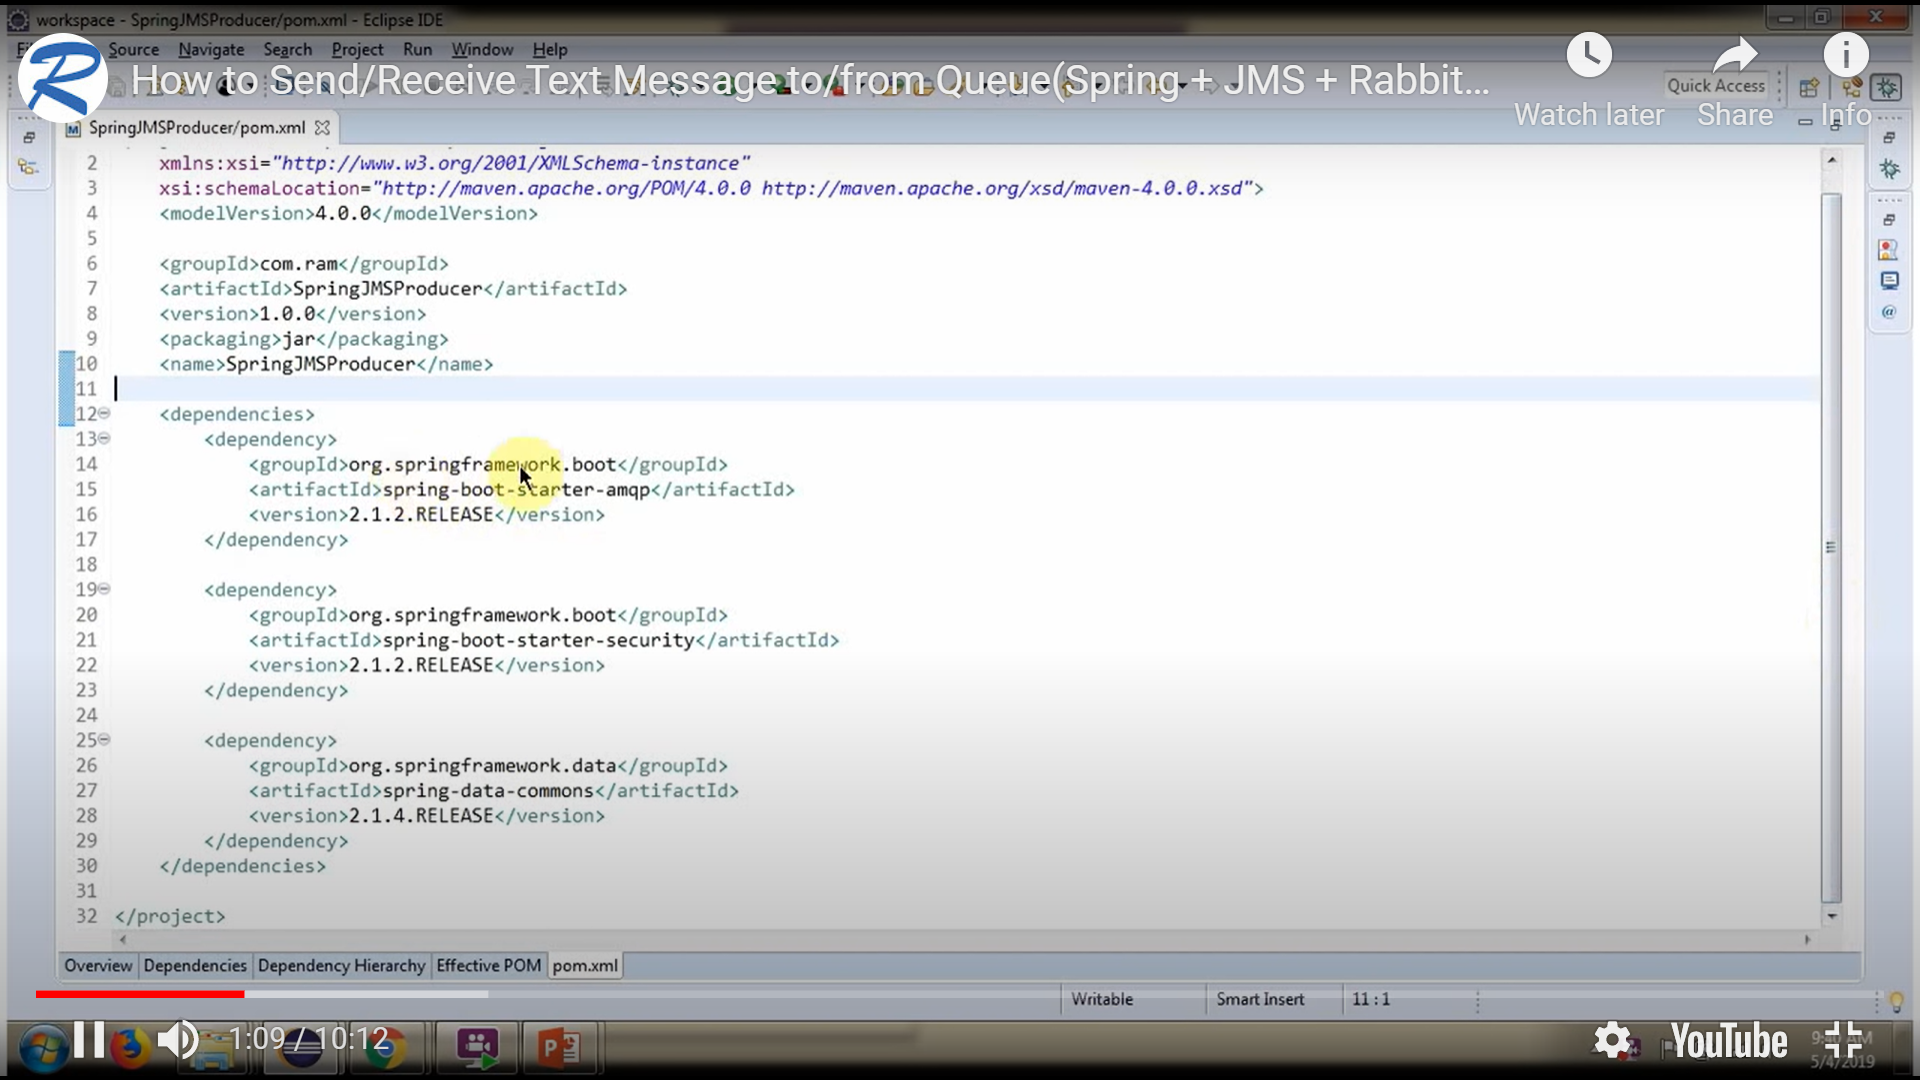 workspace - SpringJMSProducer/pom.xml - Eclipse IDE
Source Navigate Search Project Run Window Help
How to Send/Receive Text Message to/from Queue(Spring + JMS + Rabbit...
Quick Access
Watch later Share Info
SpringJMSProducer/pom.xml
2 xmlns:xsi="http://www.w3.org/2001/XMLSchema-instance"
3 xsi:schemaLocation="http://maven.apache.org/POM/4.0.0 http://maven.apache.org/xsd/maven-4.0.0.xsd">
4 <modelVersion>4.0.0</modelVersion>
5
6 <groupId>com.ram</groupId>
7 <artifactId>SpringJMSProducer</artifactId>
8 <version>1.0.0</version>
9 <packaging>jar</packaging>
10 <name>SpringJMSProducer</name>
11
12 <dependencies>
13 <dependency>
14 <groupId>org.springframework.boot</groupId>
15 <artifactId>spring-boot-starter-amqp</artifactId>
16 <version>2.1.2.RELEASE</version>
17 </dependency>
18
19 <dependency>
20 <groupId>org.springframework.boot</groupId>
21 <artifactId>spring-boot-starter-security</artifactId>
22 <version>2.1.2.RELEASE</version>
23 </dependency>
24
25 <dependency>
26 <groupId>org.springframework.data</groupId>
27 <artifactId>spring-data-commons</artifactId>
28 <version>2.1.4.RELEASE</version>
29 </dependency>
30 </dependencies>
31
32 </project>
Overview Dependencies Dependency Hierarchy Effective POM pom.xml
Writable Smart Insert 11 : 1
1:09 / 10:12
YouTube
9:40 AM
5/4/2019